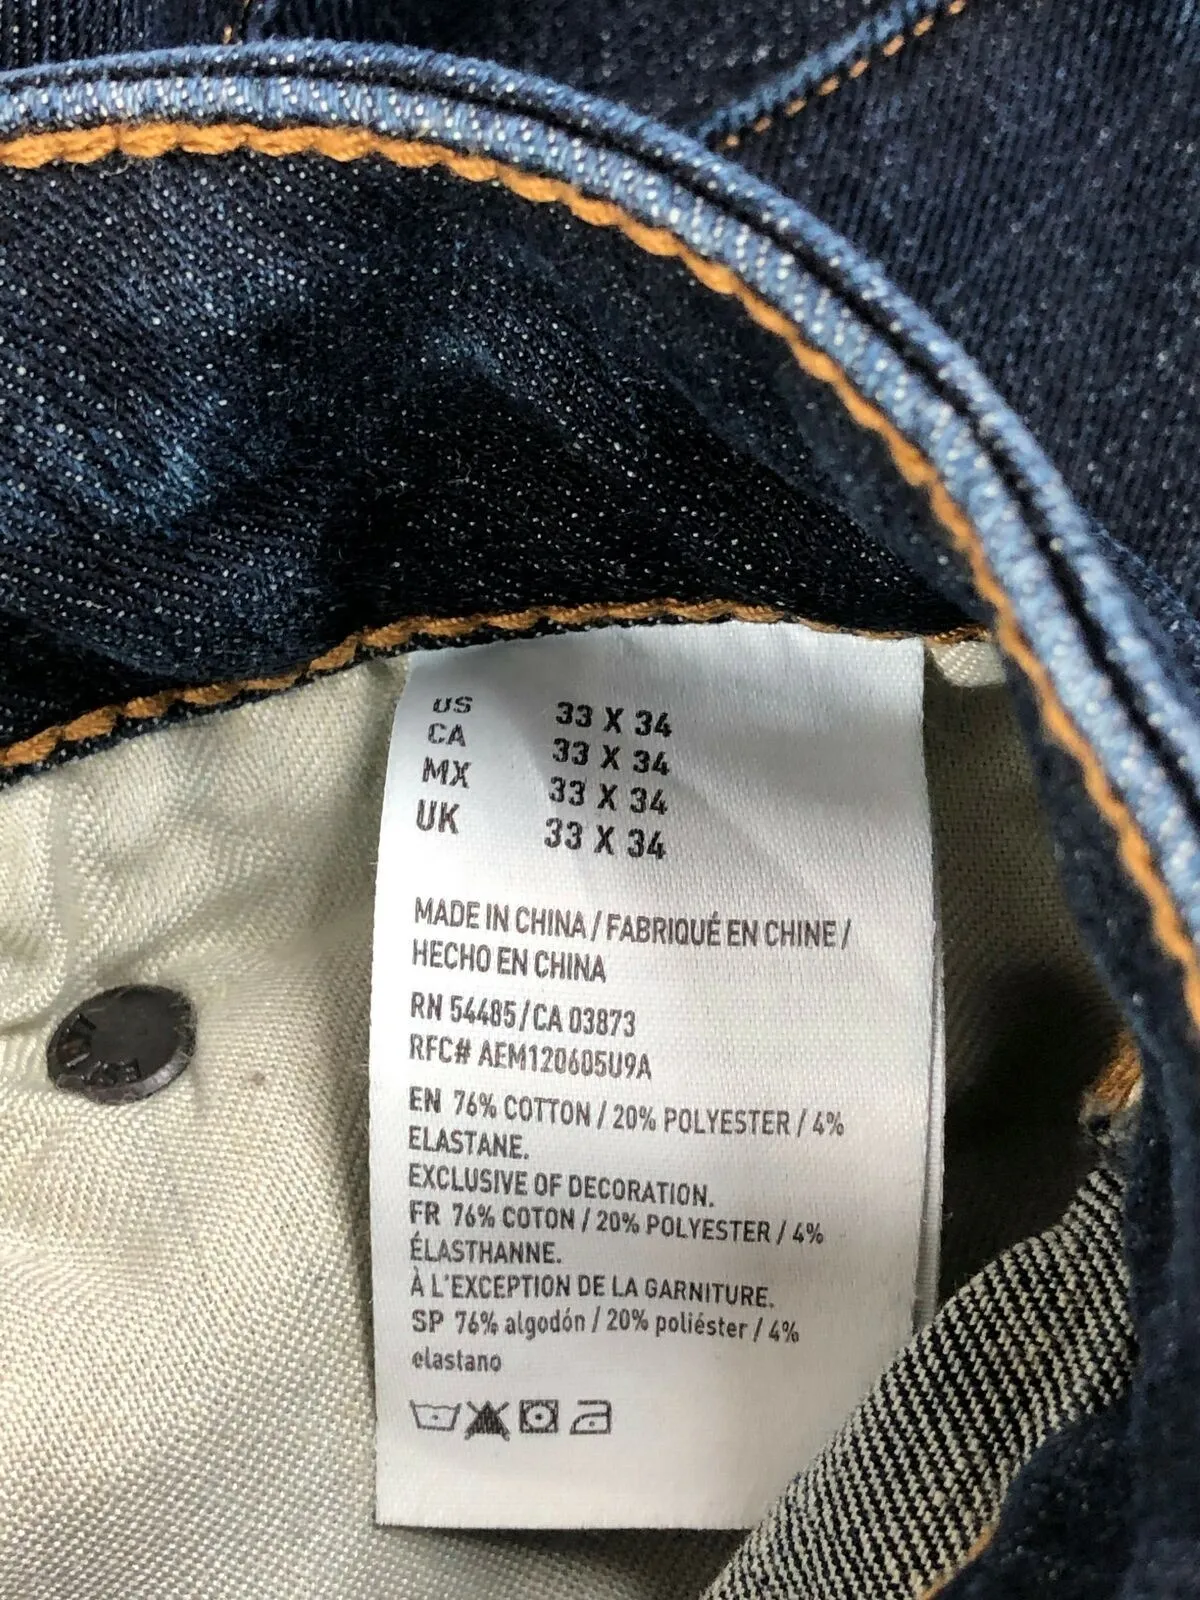 US 33 X 34
CA 33 X 34
MX 33 X 34
UK 33 X 34
MADE IN CHINA / FABRIQUÉ EN CHINE /
HECHO EN CHINA
RN 54485 / CA 03873
RFC# AEM120605U9A
EN 76% COTTON / 20% POLYESTER / 4%
ELASTANE.
EXCLUSIVE OF DECORATION.
FR 76% COTON / 20% POLYESTER / 4%
ÉLASTHANNE.
À L'EXCEPTION DE LA GARNITURE.
SP 76% algodón / 20% poliéster / 4%
elastano